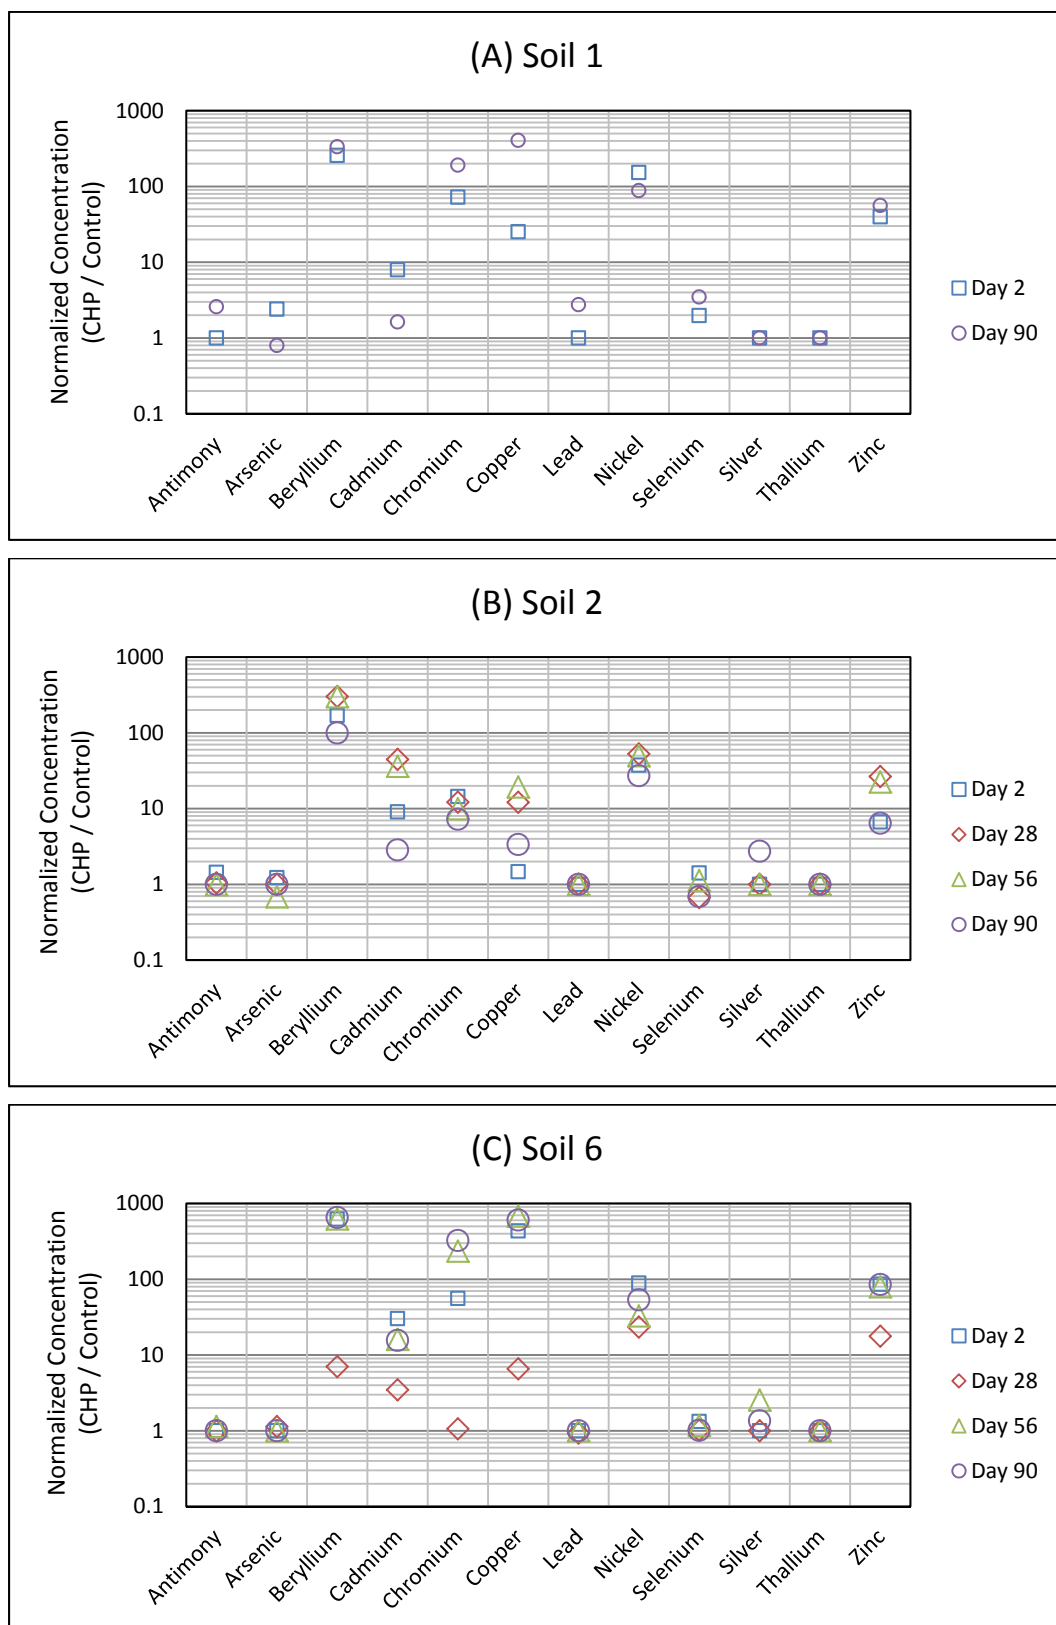 (A) Soil 1
Normalized Concentration
(CHP / Control)
1000
100
10
1
0.1
Antimony
Arsenic
Beryllium
Cadmium
Chromium
Copper
Lead
Nickel
Selenium
Silver
Thallium
Zinc
Day 2
Day 90
(B) Soil 2
Normalized Concentration
(CHP / Control)
1000
100
10
1
0.1
Antimony
Arsenic
Beryllium
Cadmium
Chromium
Copper
Lead
Nickel
Selenium
Silver
Thallium
Zinc
Day 2
Day 28
Day 56
Day 90
(C) Soil 6
Normalized Concentration
(CHP / Control)
1000
100
10
1
0.1
Antimony
Arsenic
Beryllium
Cadmium
Chromium
Copper
Lead
Nickel
Selenium
Silver
Thallium
Zinc
Day 2
Day 28
Day 56
Day 90